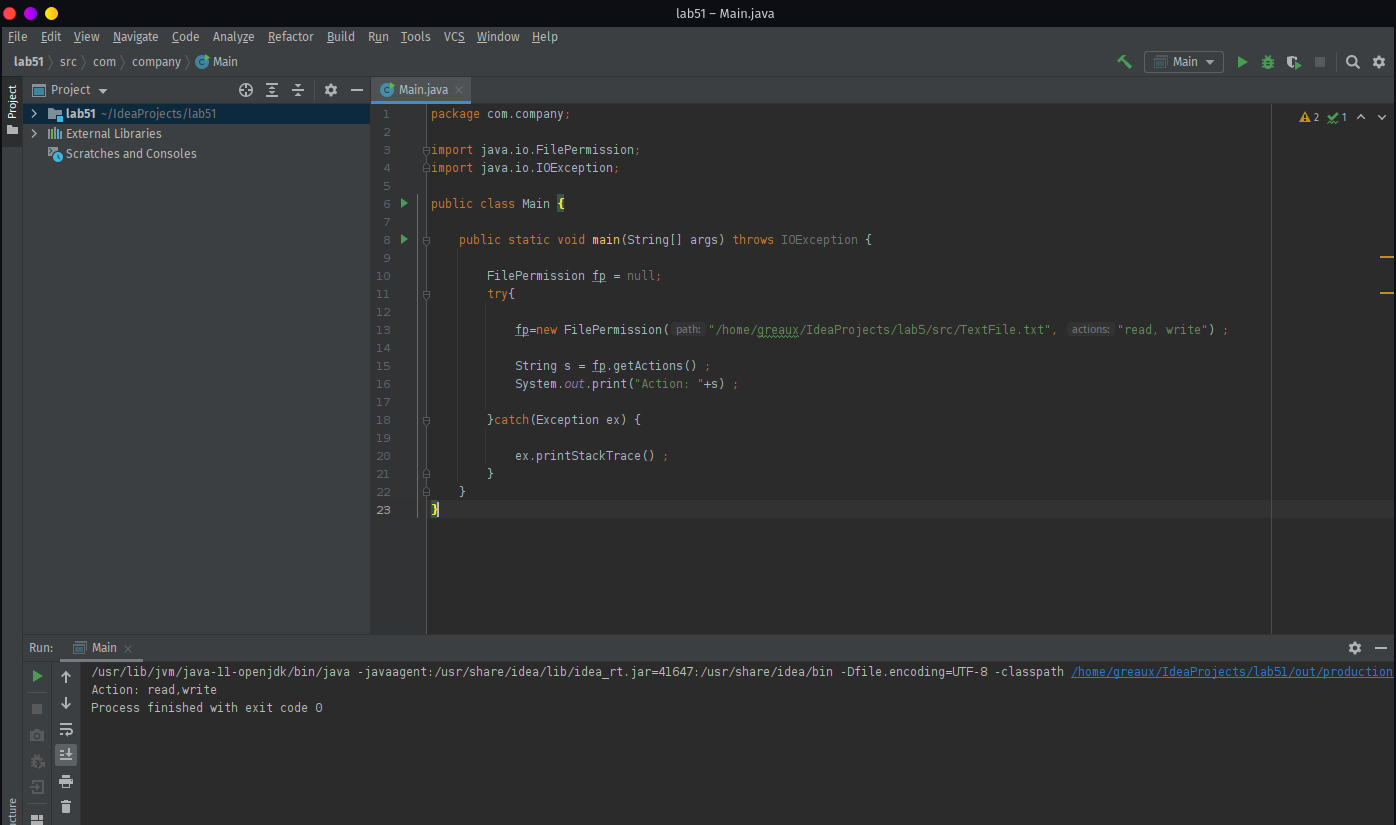 lab51 – Main.java
File Edit View Navigate Code Analyze Refactor Build Run Tools VCS Window Help
lab51 src com company Main
Main
Project
Project
Main.java
lab51 ~/IdeaProjects/lab51
External Libraries
Scratches and Consoles
2 1
1 package com.company;
2
3 import java.io.FilePermission;
4 import java.io.IOException;
5
6 public class Main {
7
8 public static void main(String[] args) throws IOException {
9
10 FilePermission fp = null;
11 try{
12
13 fp=new FilePermission( path: "/home/greaux/IdeaProjects/lab5/src/TextFile.txt", actions: "read, write") ;
14
15 String s = fp.getActions() ;
16 System.out.print("Action: "+s) ;
17
18 }catch(Exception ex) {
19
20 ex.printStackTrace() ;
21 }
22 }
23 }
Run: Main
/usr/lib/jvm/java-11-openjdk/bin/java -javaagent:/usr/share/idea/lib/idea_rt.jar=41647:/usr/share/idea/bin -Dfile.encoding=UTF-8 -classpath /home/greaux/IdeaProjects/lab51/out/production
Action: read,write
Process finished with exit code 0